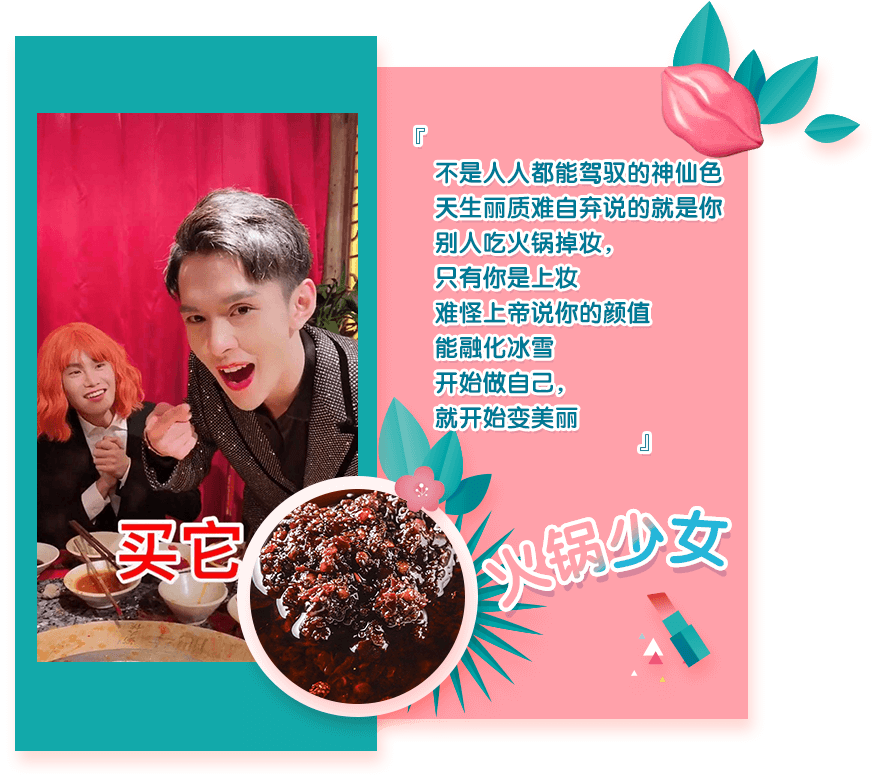 『
不是人人都能驾驭的神仙色
天生丽质难自弃说的就是你
别人吃火锅掉妆，
只有你是上妆
难怪上帝说你的颜值
能融化冰雪
开始做自己，
就开始变美丽
』
买它
火锅少女